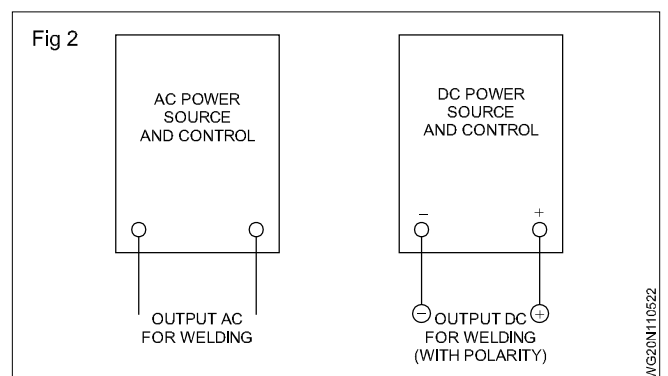 Fig 2
AC POWER
SOURCE
AND CONTROL
DC POWER
SOURCE
AND CONTROL
- +
OUTPUT AC
FOR WELDING
- OUTPUT DC +
FOR WELDING
(WITH POLARITY)
WG20N110522